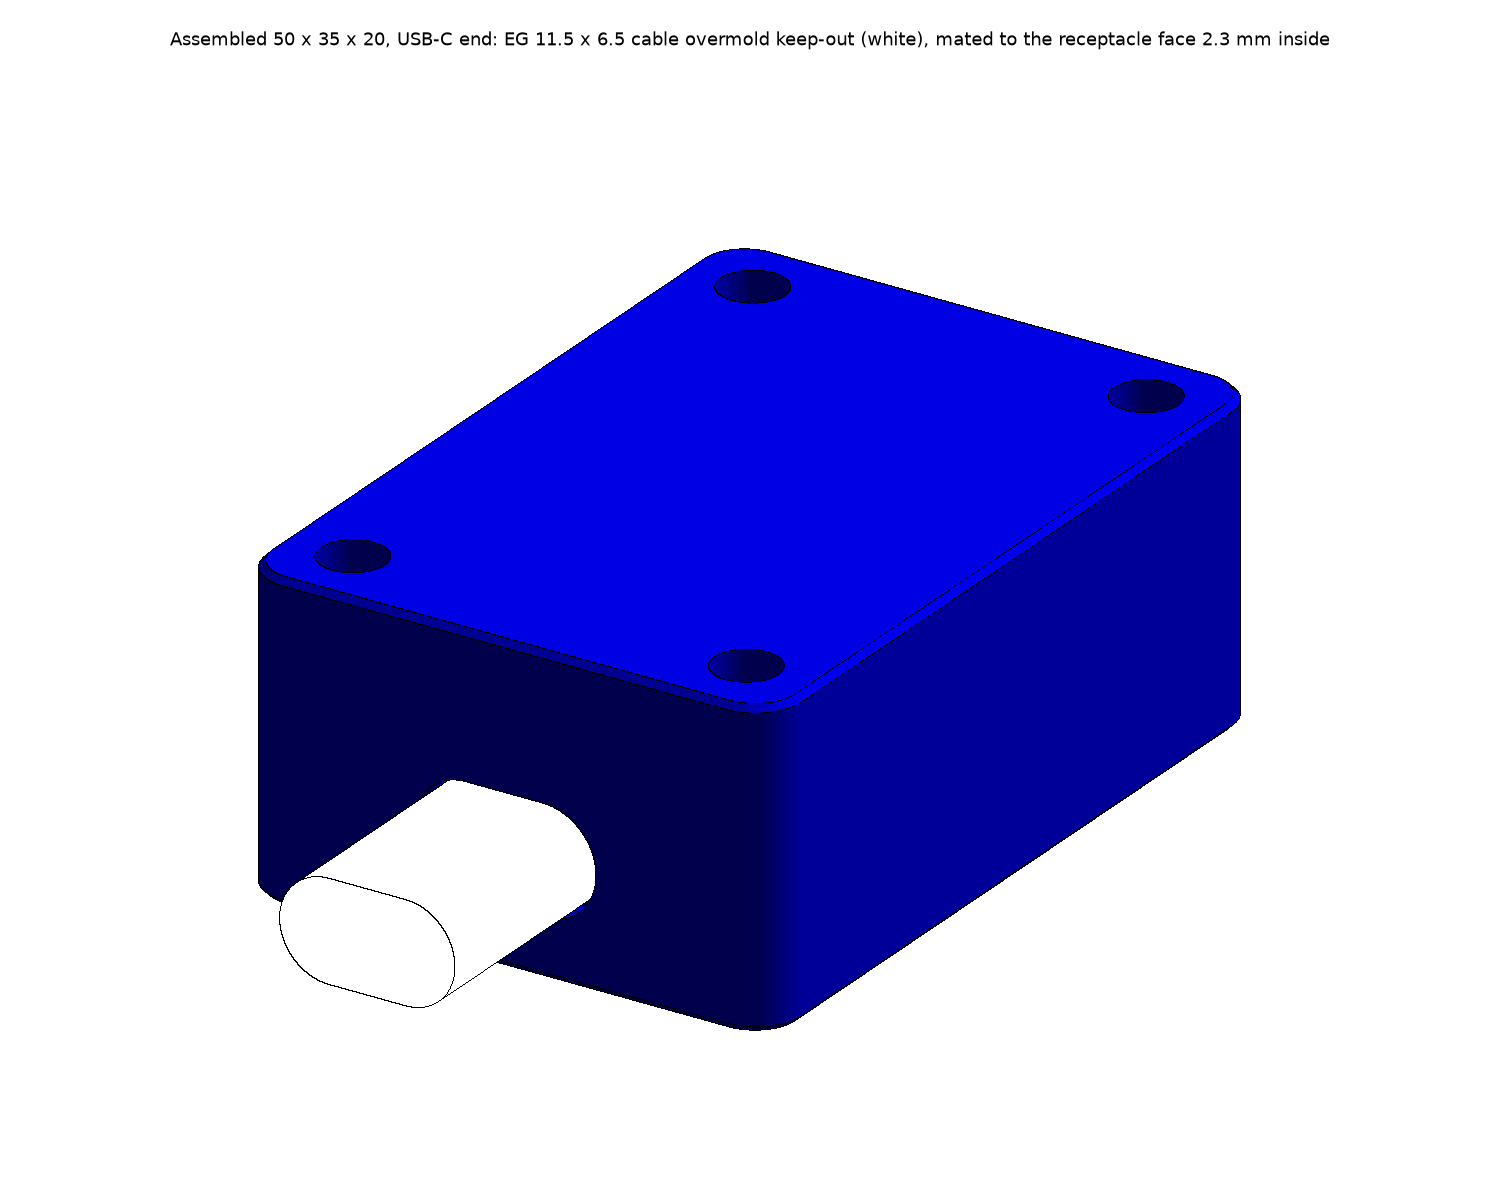 Assembled 50 x 35 x 20, USB-C end: EG 11.5 x 6.5 cable overmold keep-out (white), mated to the receptacle face 2.3 mm inside